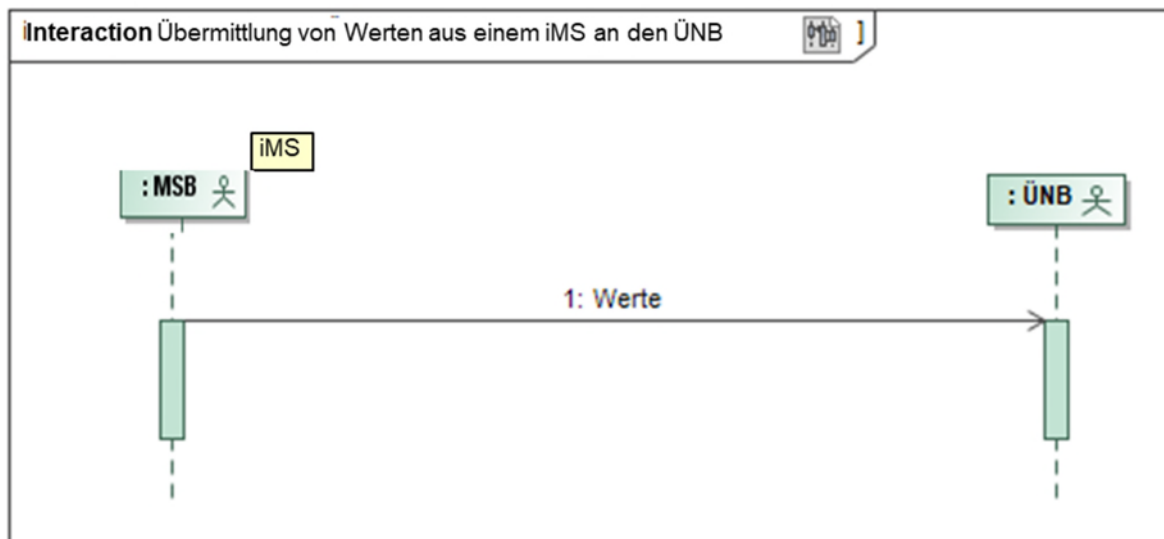 Interaction Übermittlung von Werten aus einem iMS an den ÜNB ]
iMS
: MSB
: ÜNB
1: Werte